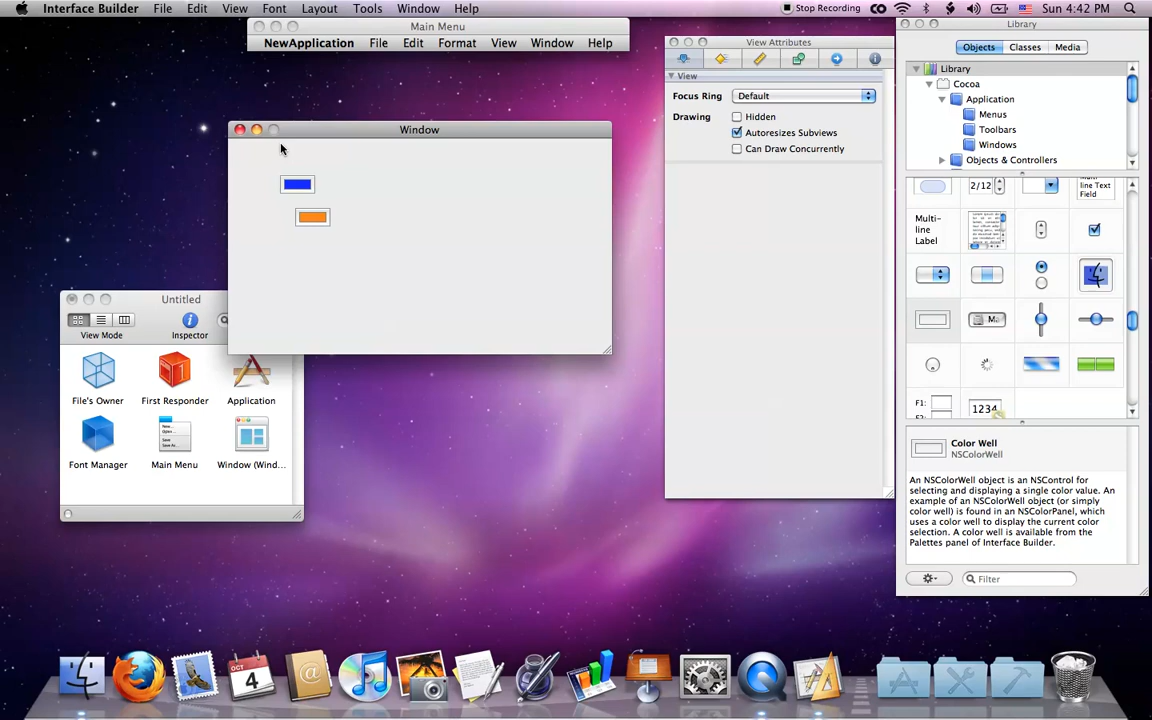 Interface Builder File Edit View Font Layout Tools Window Help Stop Recording Sun 4:42 PM
Main Menu
NewApplication File Edit Format View Window Help
Window
Untitled
View Mode Inspector
File's Owner First Responder Application
Font Manager Main Menu Window (Wind...
View Attributes
View
Focus Ring Default
Drawing Hidden
Autoresizes Subviews
Can Draw Concurrently
Library
Objects Classes Media
Library
Cocoa
Application
Menus
Toolbars
Windows
Objects & Controllers
2/12
line Text
Field
Multi-
line
Label
F1:
1234
Color Well
NSColorWell
An NSColorWell object is an NSControl for
selecting and displaying a single color value. An
example of an NSColorWell object (or simply
color well) is found in an NSColorPanel, which
uses a color well to display the current color
selection. A color well is available from the
Palettes panel of Interface Builder.
Filter
OCT
4